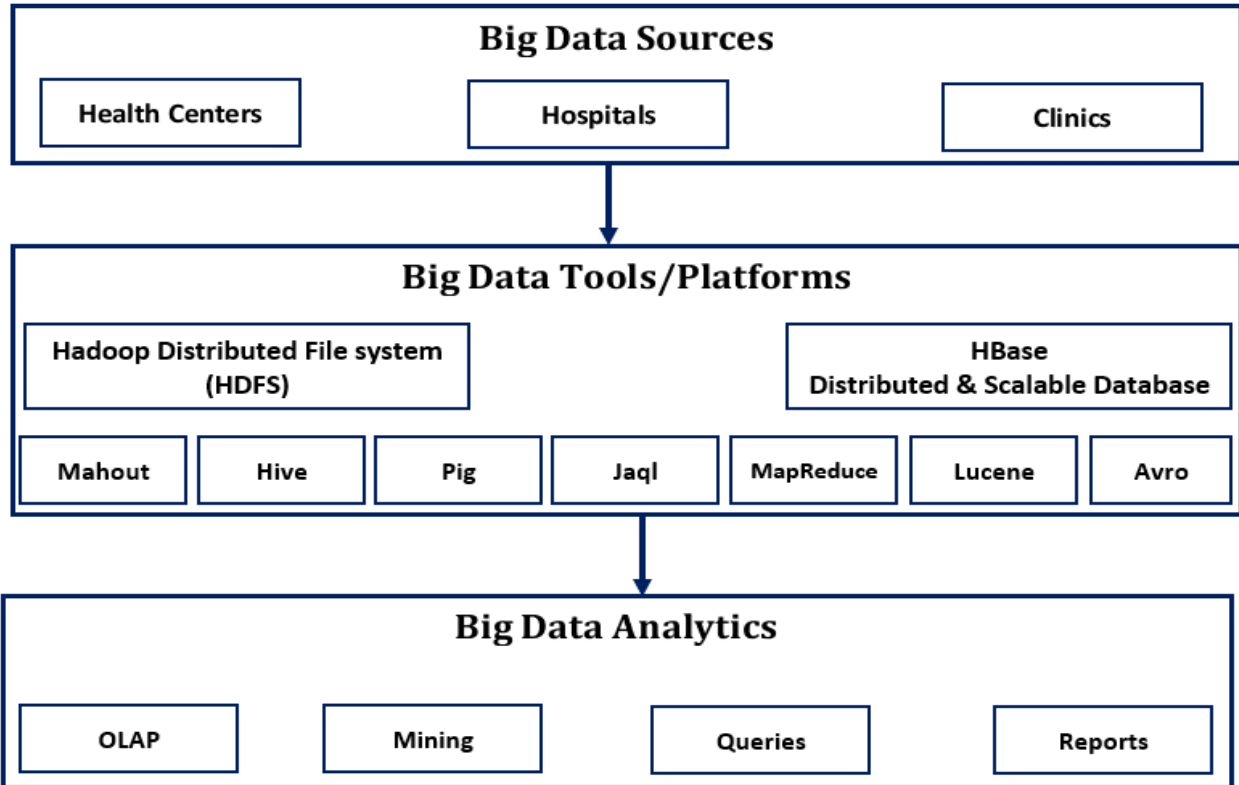 Big Data Sources
Health Centers
Hospitals
Clinics
Big Data Tools/Platforms
Hadoop Distributed File system
(HDFS)
HBase
Distributed & Scalable Database
Mahout
Hive
Pig
Jaql
MapReduce
Lucene
Avro
Big Data Analytics
OLAP
Mining
Queries
Reports